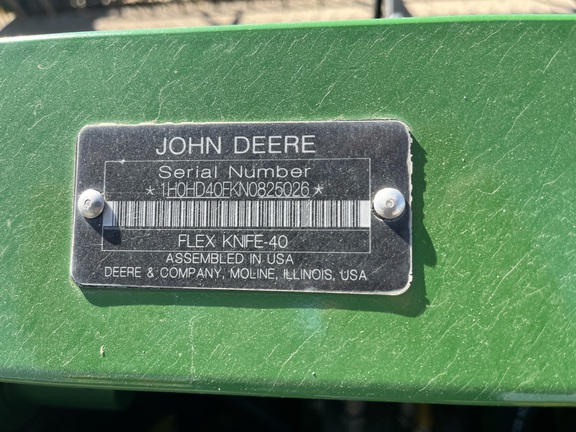 JOHN DEERE
Serial Number
*1H0HD40FKN0825026*
FLEX KNIFE-40
ASSEMBLED IN USA
DEERE & COMPANY, MOLINE, ILLINOIS, USA